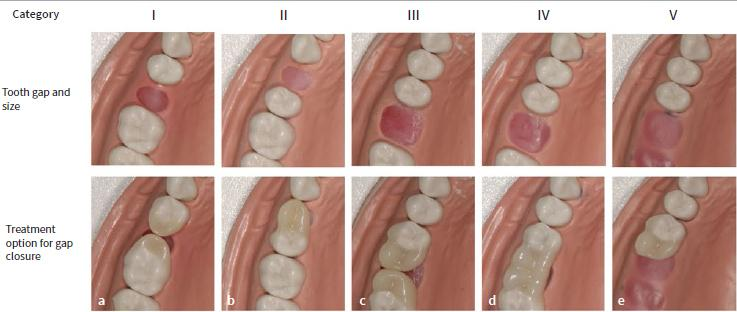 Category I II III IV V
Tooth gap and
size
Treatment
option for gap
closure
a b c d e